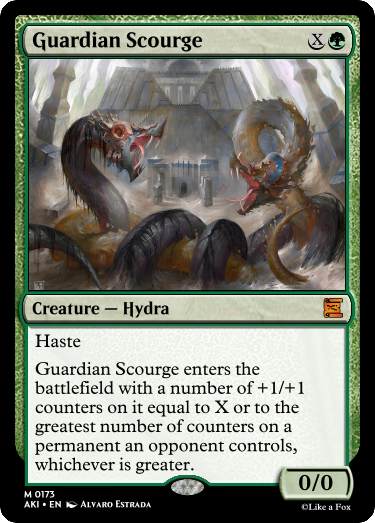 Guardian Scourge
X
Creature — Hydra
Haste
Guardian Scourge enters the
battlefield with a number of +1/+1
counters on it equal to X or to the
greatest number of counters on a
permanent an opponent controls,
whichever is greater.
0/0
M 0173
AKI • EN Alvaro Estrada
©Like a Fox